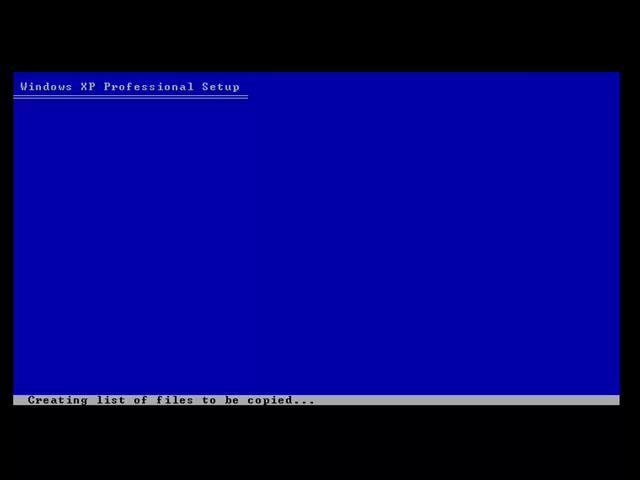 Windows XP Professional Setup
Creating list of files to be copied...